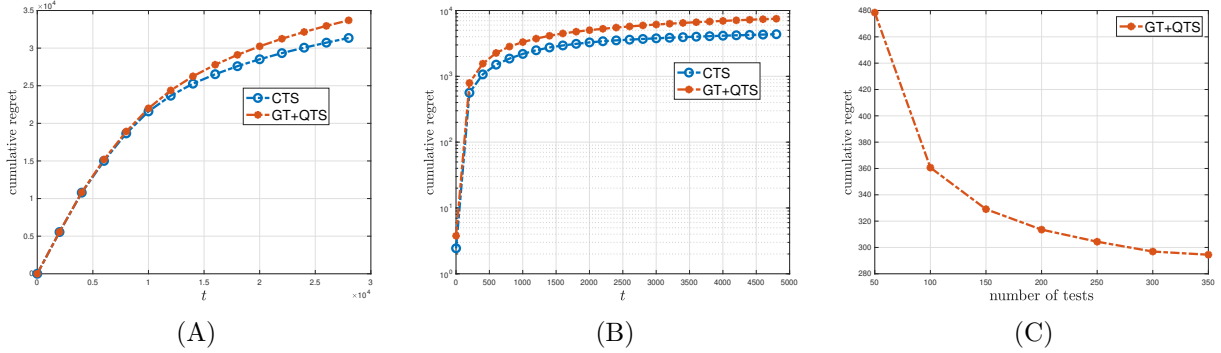 3.5
×10⁴
3
2.5
2
1.5
1
0.5
0
cumulative regret
CTS
GT+QTS
0
0.5
1
1.5
2
2.5
3
×10⁴
t
(A)
10⁴
10³
10²
10¹
10⁰
cumulative regret
CTS
GT+QTS
0 500 1000 1500 2000 2500 3000 3500 4000 4500 5000
t
(B)
480
460
440
420
400
380
360
340
320
300
280
cumulative regret
GT+QTS
50 100 150 200 250 300 350
number of tests
(C)